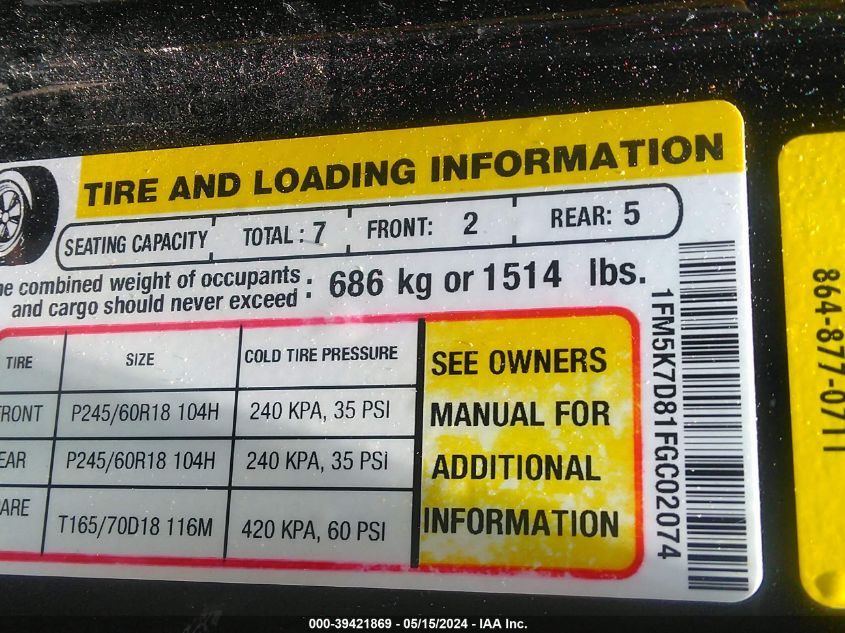 TIRE AND LOADING INFORMATION
SEATING CAPACITY TOTAL : 7 FRONT: 2 REAR: 5
combined weight of occupants
and cargo should never exceed : 686 kg or 1514 lbs.
TIRE SIZE COLD TIRE PRESSURE
FRONT P245/60R18 104H 240 KPA, 35 PSI
EAR P245/60R18 104H 240 KPA, 35 PSI
PARE T165/70D18 116M 420 KPA, 60 PSI
SEE OWNERS
MANUAL FOR
ADDITIONAL
INFORMATION
1FM5K7D81FGC02074
864-877-0711
000-39421869 - 05/15/2024 - IAA Inc.